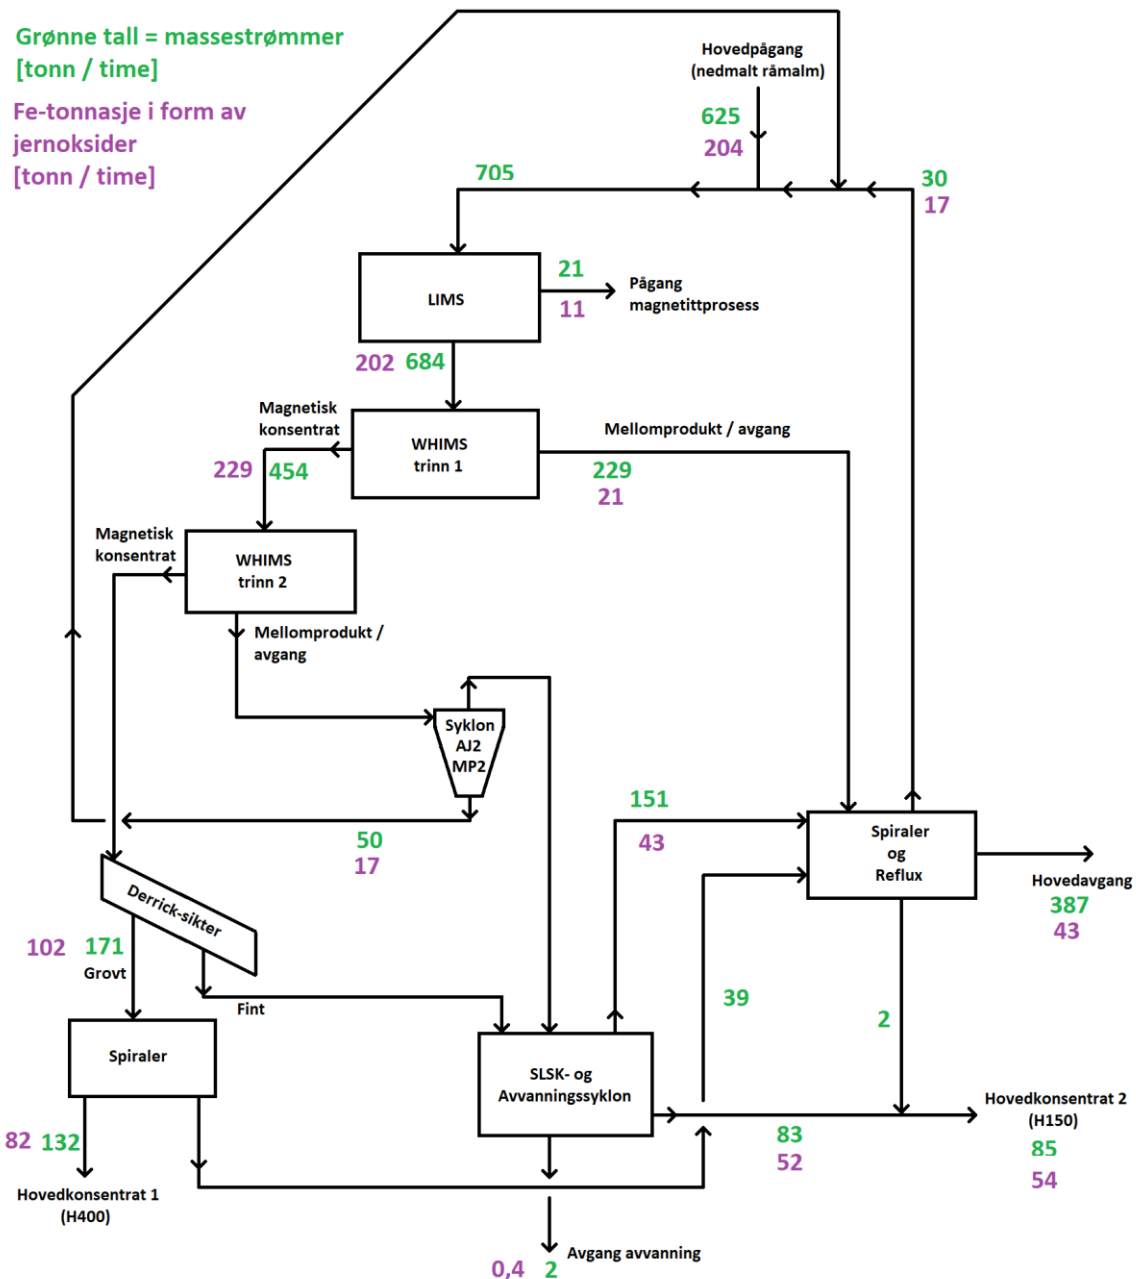 Grønne tall = massestrømmer
[tonn / time]
Fe-tonnasje i form av
jernoksider
[tonn / time]
Hovedpågang
(nedmalt råmalm)
625
204
705
30
17
LIMS
21
11
Pågang
magnetittprosess
202 684
Magnetisk
konsentrat
WHIMS
trinn 1
Mellomprodukt / avgang
229 454
229
21
Magnetisk
konsentrat
WHIMS
trinn 2
Mellomprodukt /
avgang
Syklon
AJ2
MP2
50
17
151
43
Spiraler
og
Reflux
Hovedavgang
387
43
Derrick-sikter
102 171
Grovt
Fint
39
2
Spiraler
SLSK- og
Avvanningssyklon
83
52
Hovedkonsentrat 2
(H150)
85
54
82 132
Hovedkonsentrat 1
(H400)
Avgang avvanning
0,4 2